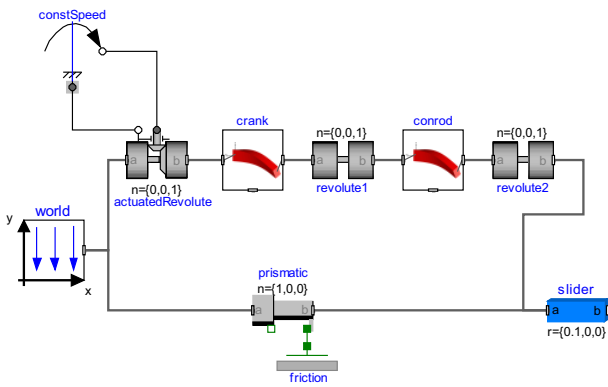 constSpeed
crank
conrod
n={0,0,1}
n={0,0,1}
a
b
a
b
a
b
n={0,0,1}
actuatedRevolute
revolute1
revolute2
y
world
x
prismatic
n={1,0,0}
a
b
slider
a
b
r={0.1,0,0}
friction